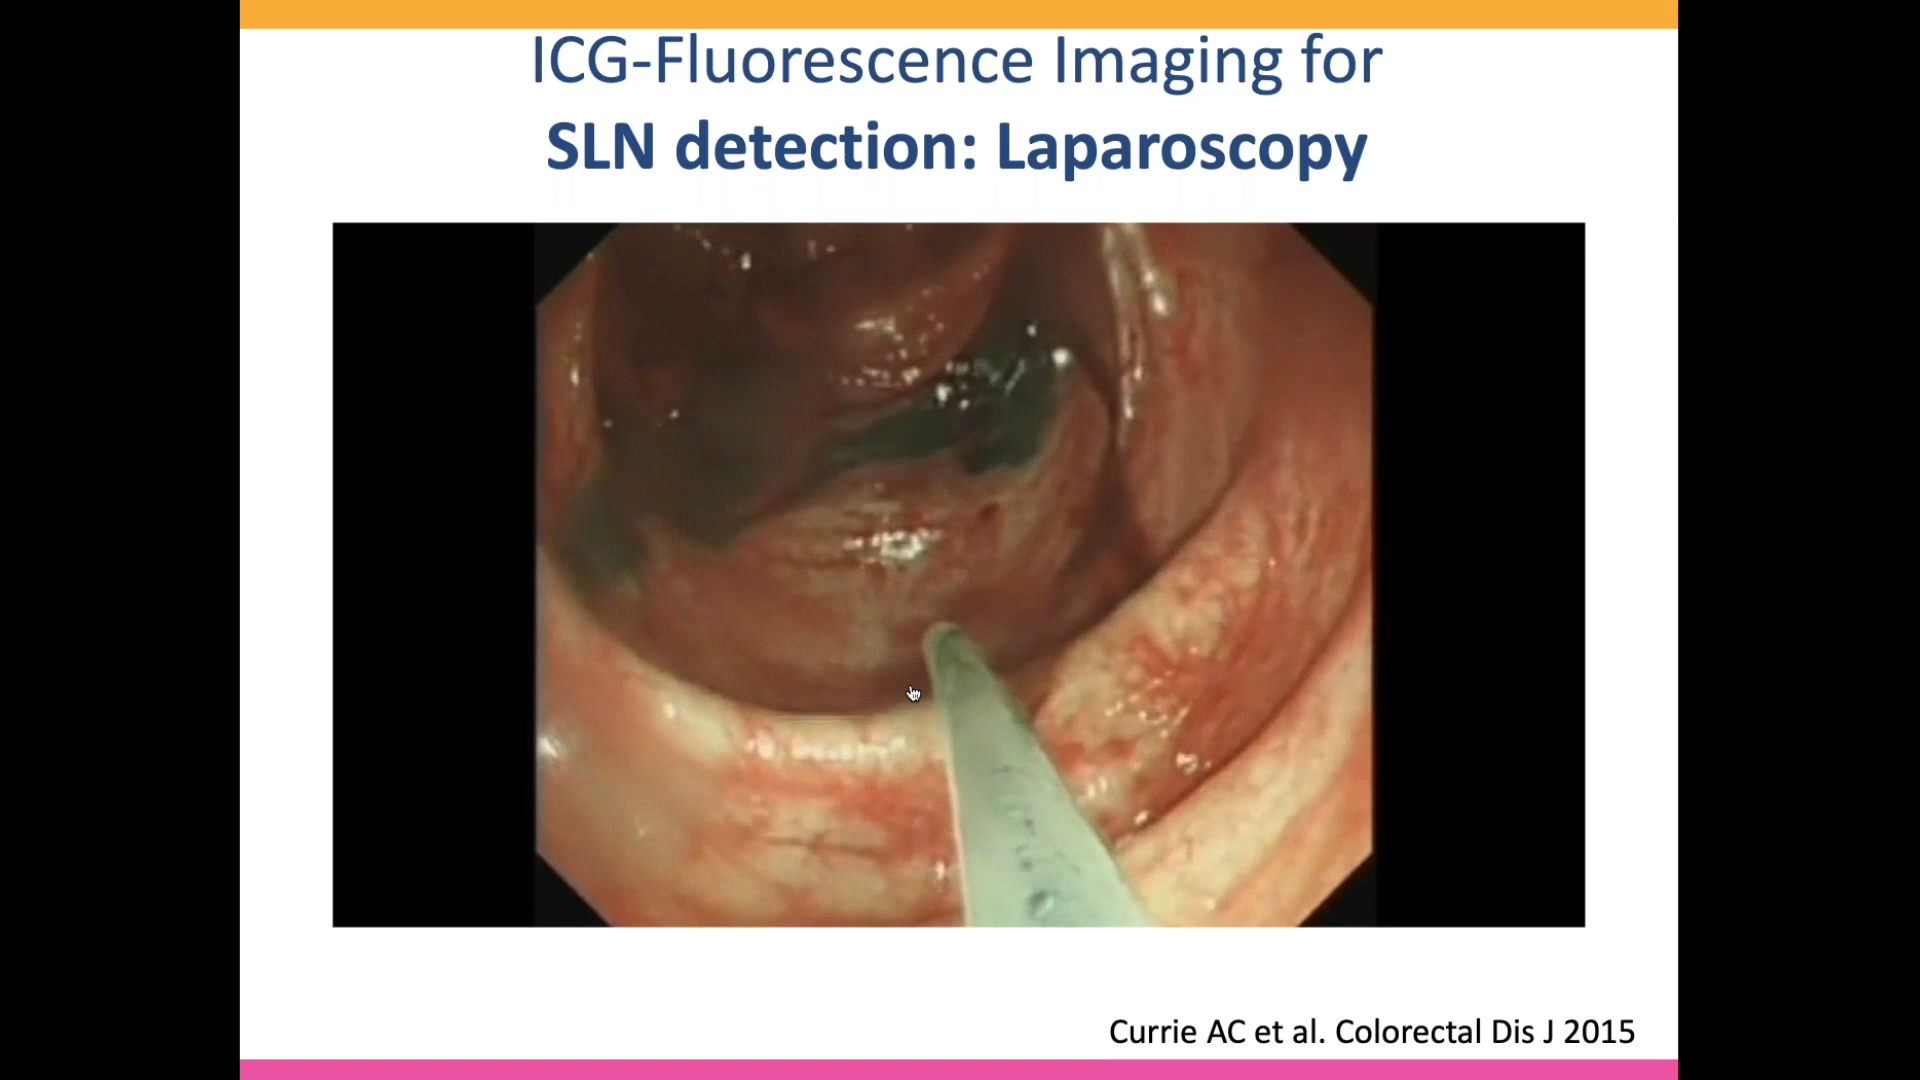 ICG-Fluorescence Imaging for
SLN detection: Laparoscopy
Currie AC et al. Colorectal Dis J 2015